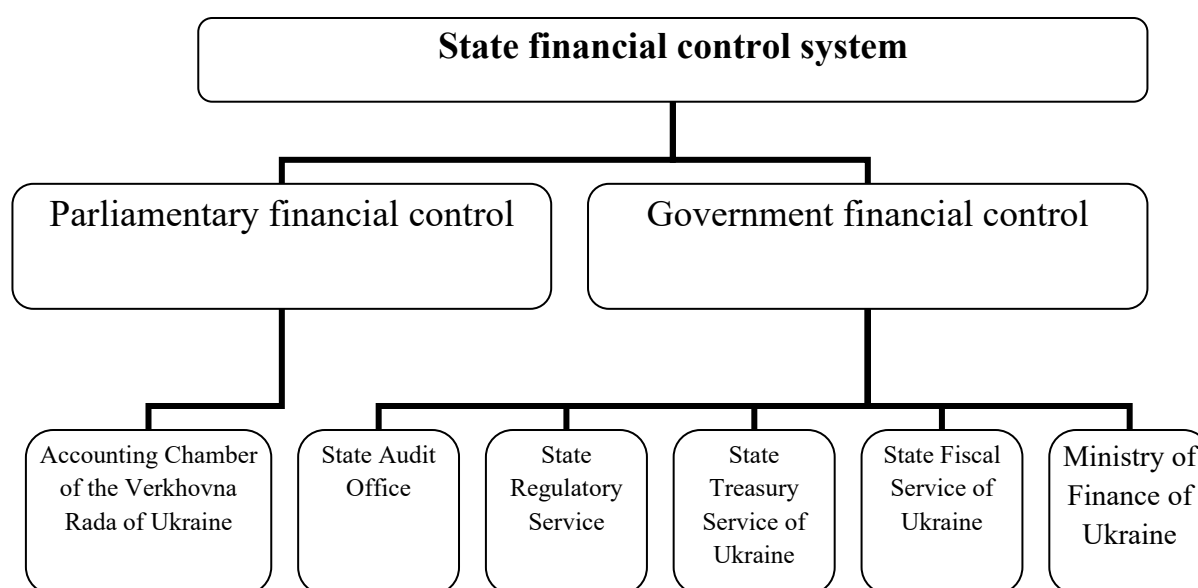 State financial control system
Parliamentary financial control
Government financial control
Accounting Chamber
of the Verkhovna
Rada of Ukraine
State Audit
Office
State
Regulatory
Service
State
Treasury
Service of
Ukraine
State Fiscal
Service of
Ukraine
Ministry of
Finance of
Ukraine